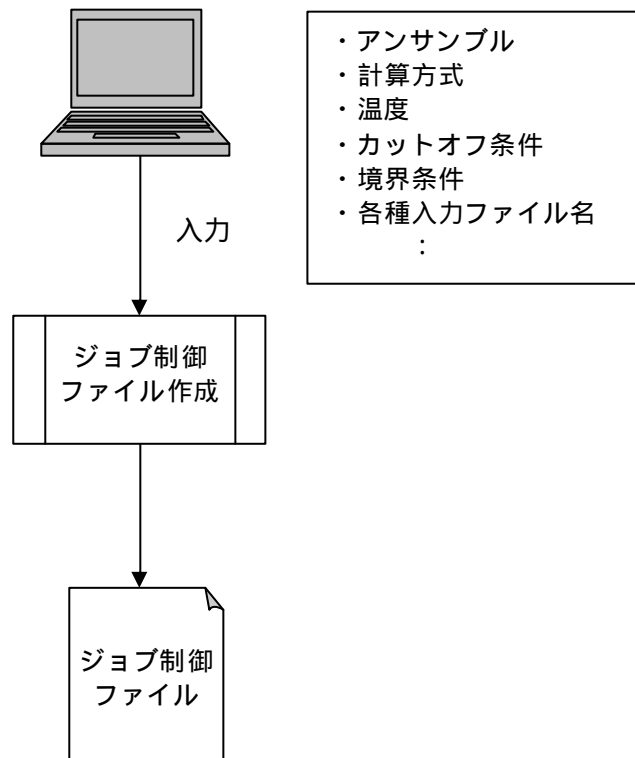 ・アンサンブル
・計算方式
・温度
・カットオフ条件
・境界条件
・各種入力ファイル名
：
入力
ジョブ制御
ファイル作成
ジョブ制御
ファイル